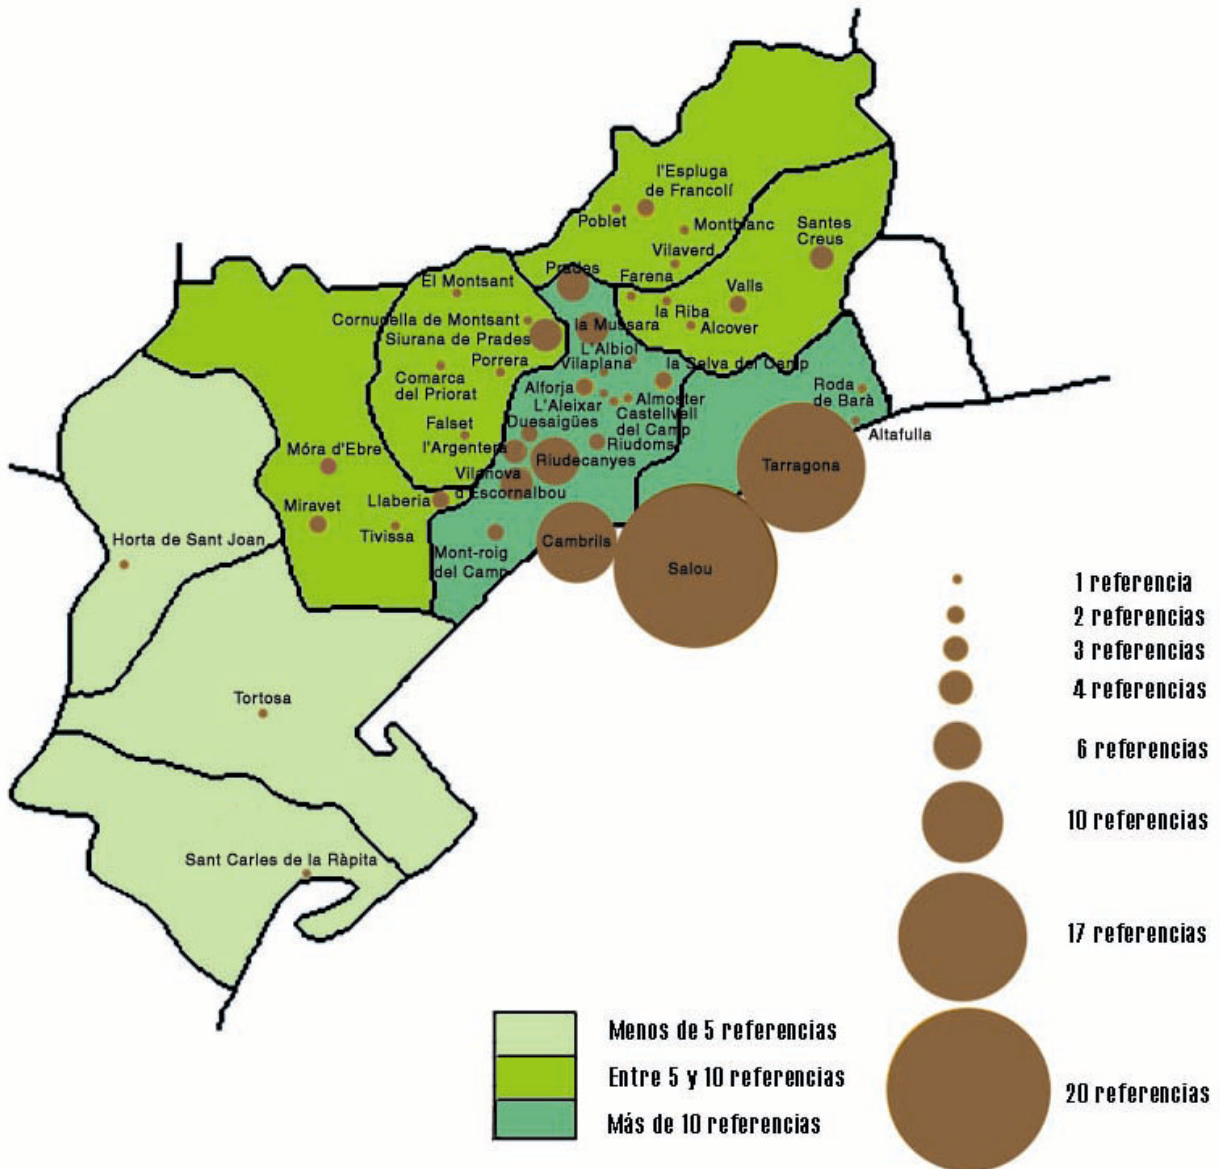 l'Espluga
de Francolí
Poblet
Montblanc
Santes
Creus
Vilaverd
Prades
Farena
El Montsant
Valls
la Riba
Cornudella de Montsant
la Mussara
Alcover
Siurana de Prades
L'Albiol
Porrera
Vilaplana
la Selva del Camp
Comarca
del Priorat
Alforja
Almoster
Roda
de Barà
L'Aleixar
Castellvell
del Camp
Falset
Duesaigües
Altafulla
Móra d'Ebre
l'Argentera
Riudoms
Riudecanyes
Tarragona
Vilanova
d'Escornalbou
Miravet
Llaberia
Tivissa
Horta de Sant Joan
Mont-roig
del Camp
Cambrils
Salou
Tortosa
Sant Carles de la Ràpita
1 referencia
2 referencias
3 referencias
4 referencias
6 referencias
10 referencias
17 referencias
20 referencias
Menos de 5 referencias
Entre 5 y 10 referencias
Más de 10 referencias